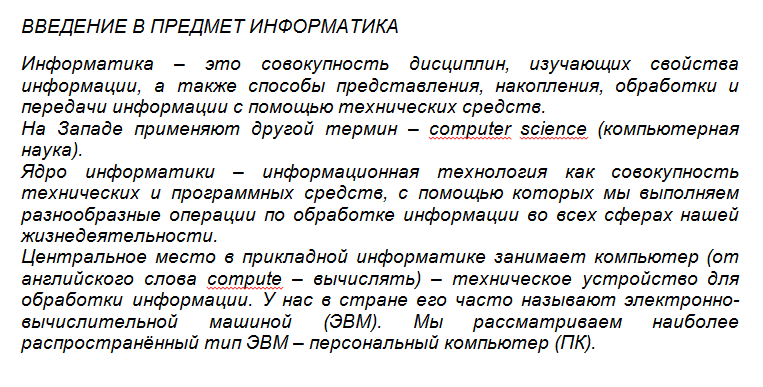 ВВЕДЕНИЕ В ПРЕДМЕТ ИНФОРМАТИКА
Информатика – это совокупность дисциплин, изучающих свойства
информации, а также способы представления, накопления, обработки и
передачи информации с помощью технических средств.
На Западе применяют другой термин – computer science (компьютерная
наука).
Ядро информатики – информационная технология как совокупность
технических и программных средств, с помощью которых мы выполняем
разнообразные операции по обработке информации во всех сферах нашей
жизнедеятельности.
Центральное место в прикладной информатике занимает компьютер (от
английского слова compute – вычислять) – техническое устройство для
обработки информации. У нас в стране его часто называют электронно-
вычислительной машиной (ЭВМ). Мы рассматриваем наиболее
распространённый тип ЭВМ – персональный компьютер (ПК).